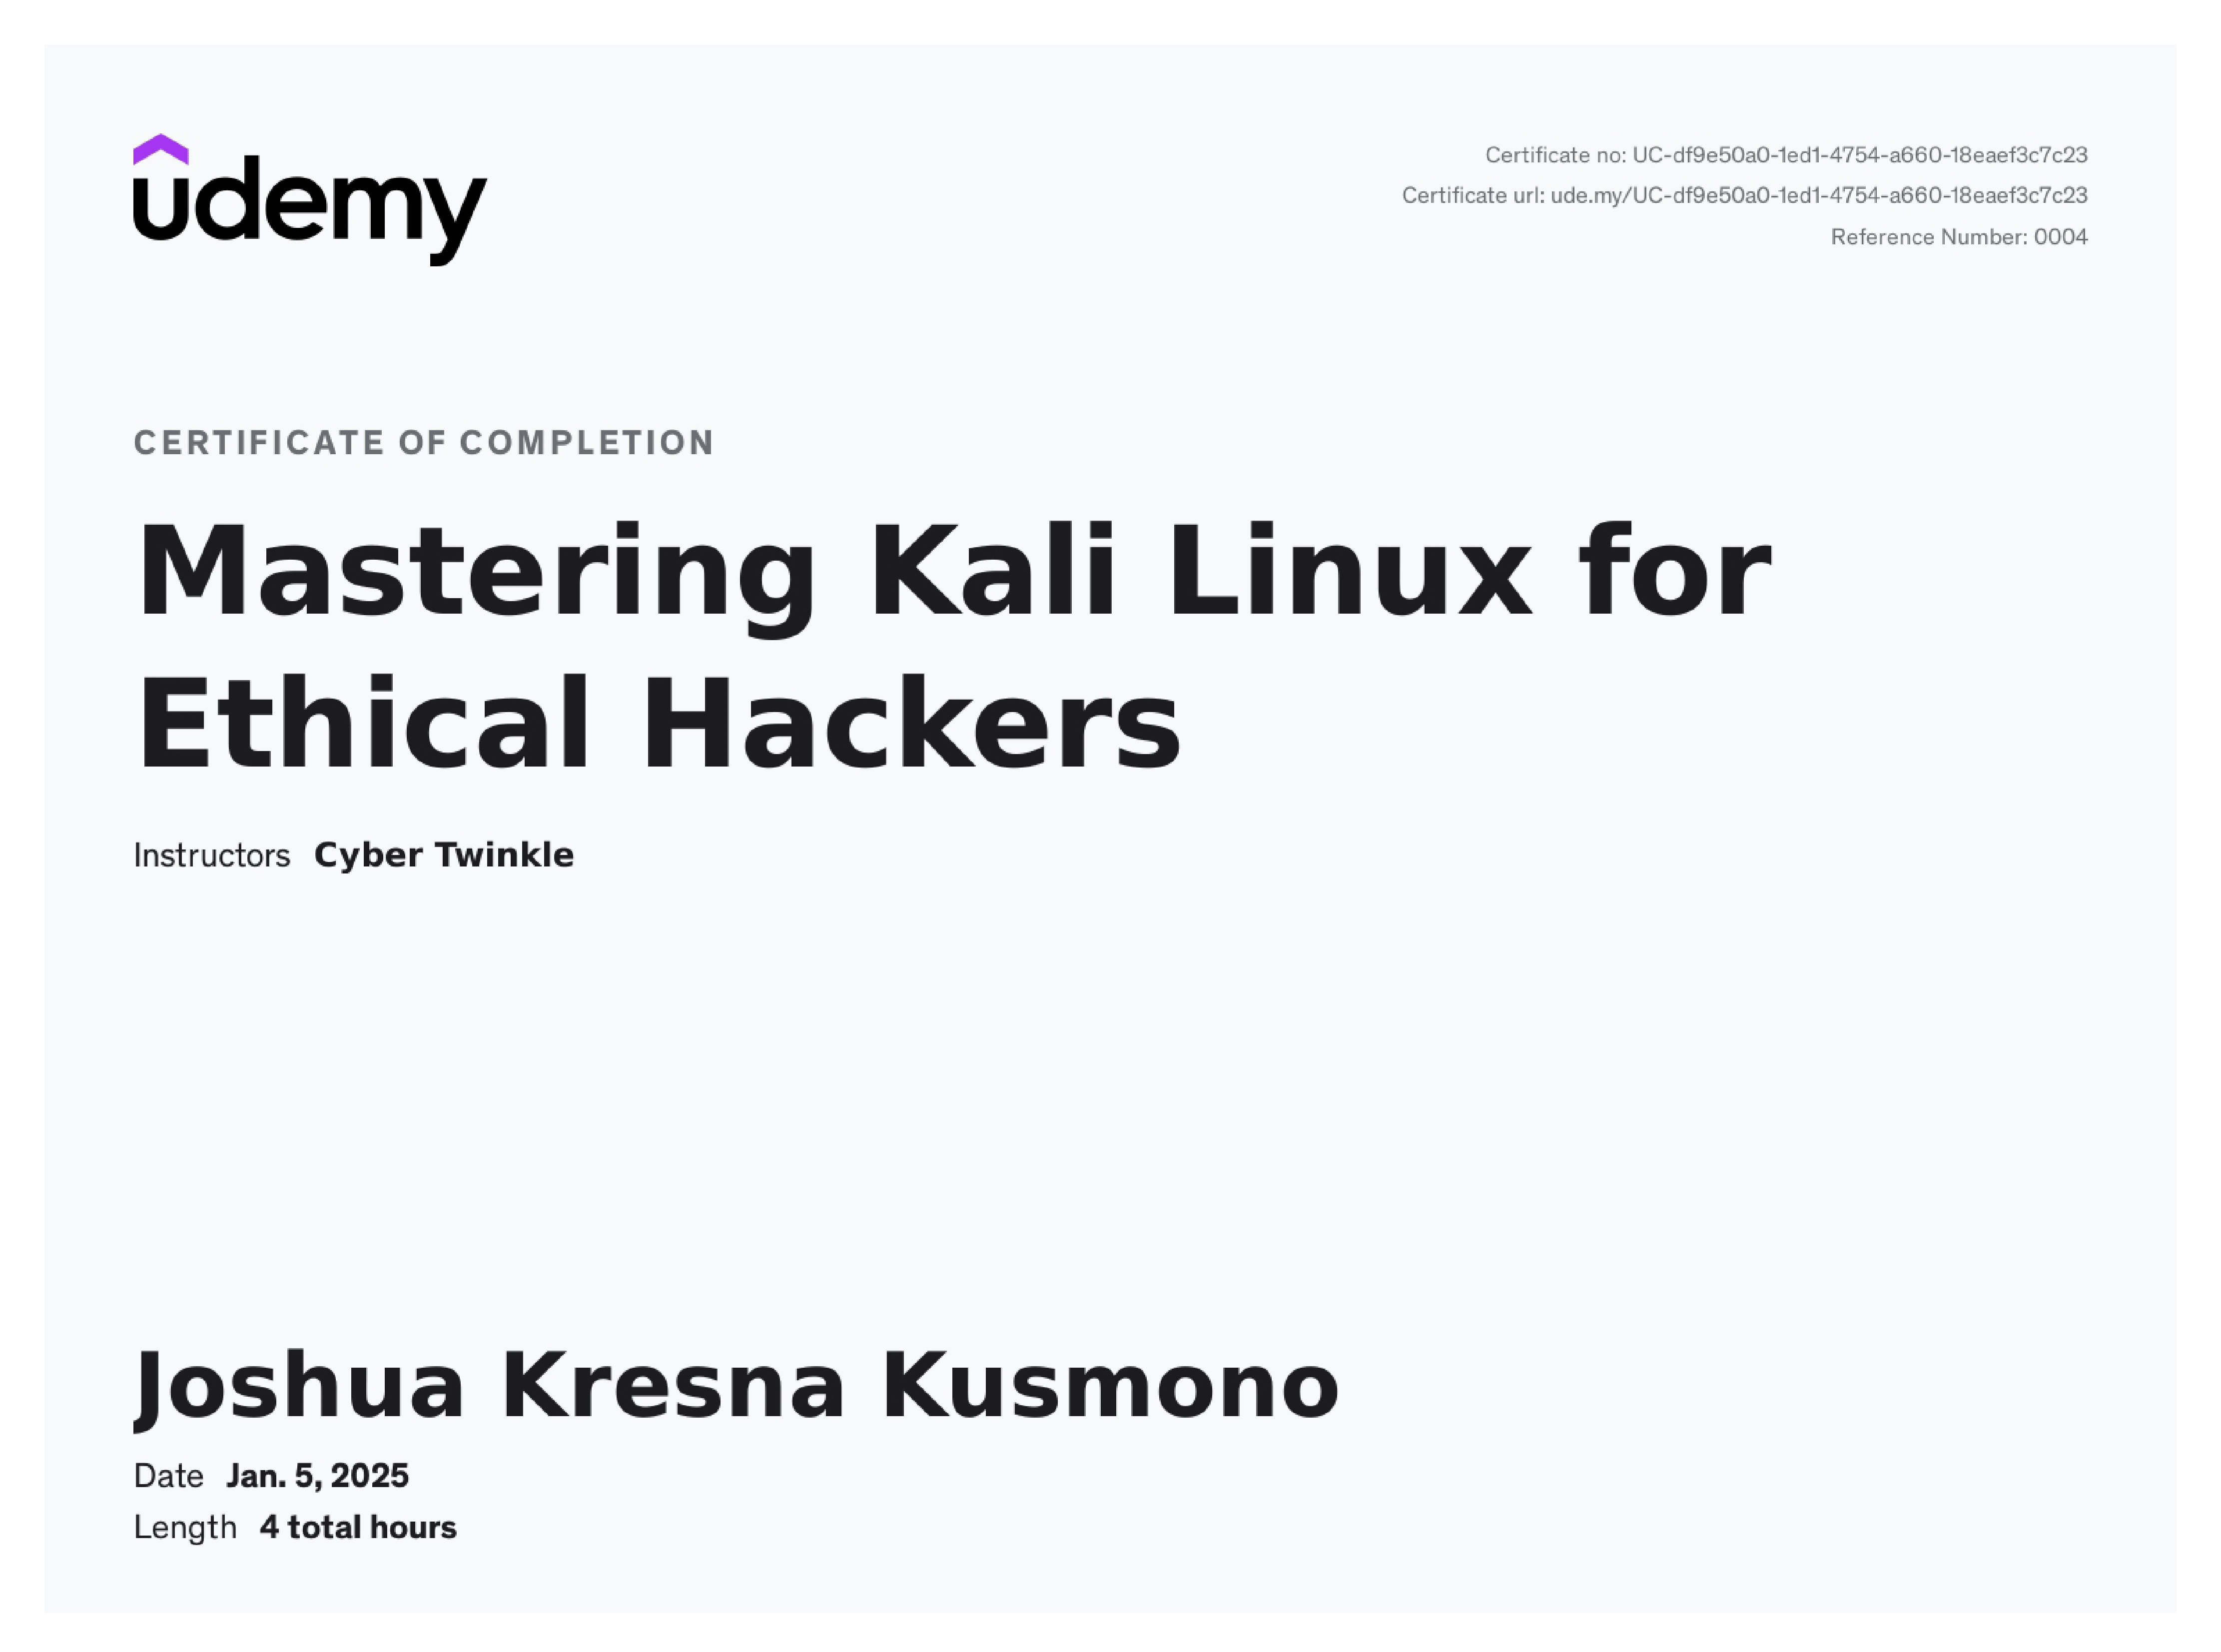 udemy
Certificate no: UC-df9e50a0-1ed1-4754-a660-18eaef3c7c23
Certificate url: ude.my/UC-df9e50a0-1ed1-4754-a660-18eaef3c7c23
Reference Number: 0004
CERTIFICATE OF COMPLETION
Mastering Kali Linux for
Ethical Hackers
Instructors Cyber Twinkle
Joshua Kresna Kusmono
Date Jan. 5, 2025
Length 4 total hours